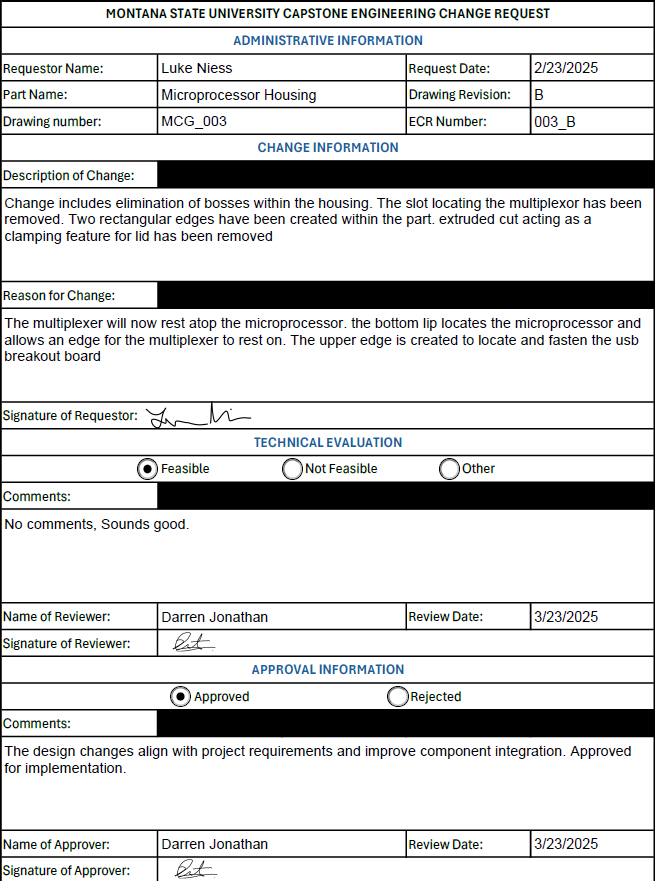 MONTANA STATE UNIVERSITY CAPSTONE ENGINEERING CHANGE REQUEST
ADMINISTRATIVE INFORMATION
Requestor Name: Luke Niess Request Date: 2/23/2025
Part Name: Microprocessor Housing Drawing Revision: B
Drawing number: MCG_003 ECR Number: 003_B
CHANGE INFORMATION
Description of Change:
Change includes elimination of bosses within the housing. The slot locating the multiplexor has been
removed. Two rectangular edges have been created within the part. extruded cut acting as a
clamping feature for lid has been removed
Reason for Change:
The multiplexer will now rest atop the microprocessor. the bottom lip locates the microprocessor and
allows an edge for the multiplexer to rest on. The upper edge is created to locate and fasten the usb
breakout board
Signature of Requestor:
TECHNICAL EVALUATION
Feasible Not Feasible Other
Comments:
No comments, Sounds good.
Name of Reviewer: Darren Jonathan Review Date: 3/23/2025
Signature of Reviewer:
APPROVAL INFORMATION
Approved Rejected
Comments:
The design changes align with project requirements and improve component integration. Approved
for implementation.
Name of Approver: Darren Jonathan Review Date: 3/23/2025
Signature of Approver: